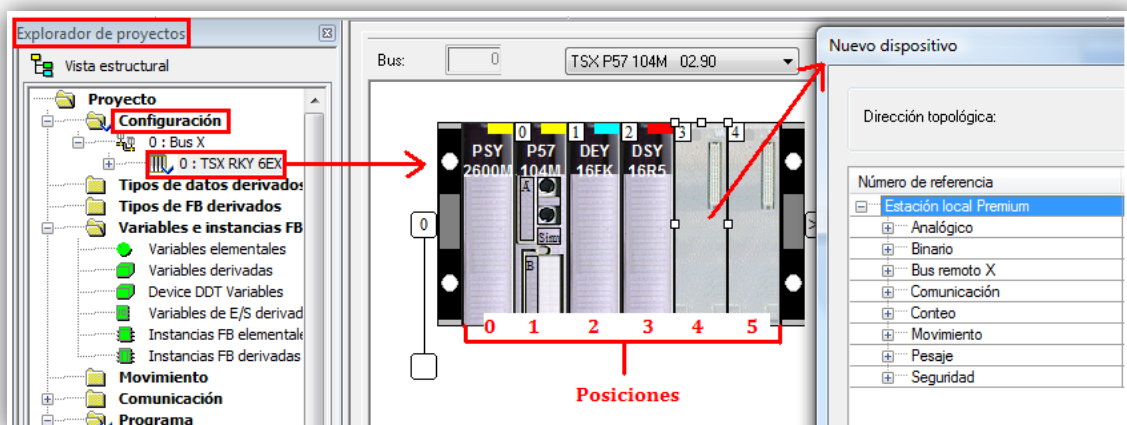 Explorador de proyectos
Vista estructural
Proyecto
Configuración
0 : Bus X
0 : TSX RKY 6EX
Tipos de datos derivados
Tipos de FB derivados
Variables e instancias FB
Variables elementales
Variables derivadas
Device DDT Variables
Variables de E/S derivad
Instancias FB elementale
Instancias FB derivadas
Movimiento
Comunicación
Programa
Bus:
0
TSX P57 104M 02.90
0 1 2 3 4
PSY P57 DEY DSY
2600M 104M 16FK 16R5
A
B
0
0 1 2 3 4 5
Posiciones
Nuevo dispositivo
Dirección topológica:
Número de referencia
Estación local Premium
Analógico
Binario
Bus remoto X
Comunicación
Conteo
Movimiento
Pesaje
Seguridad